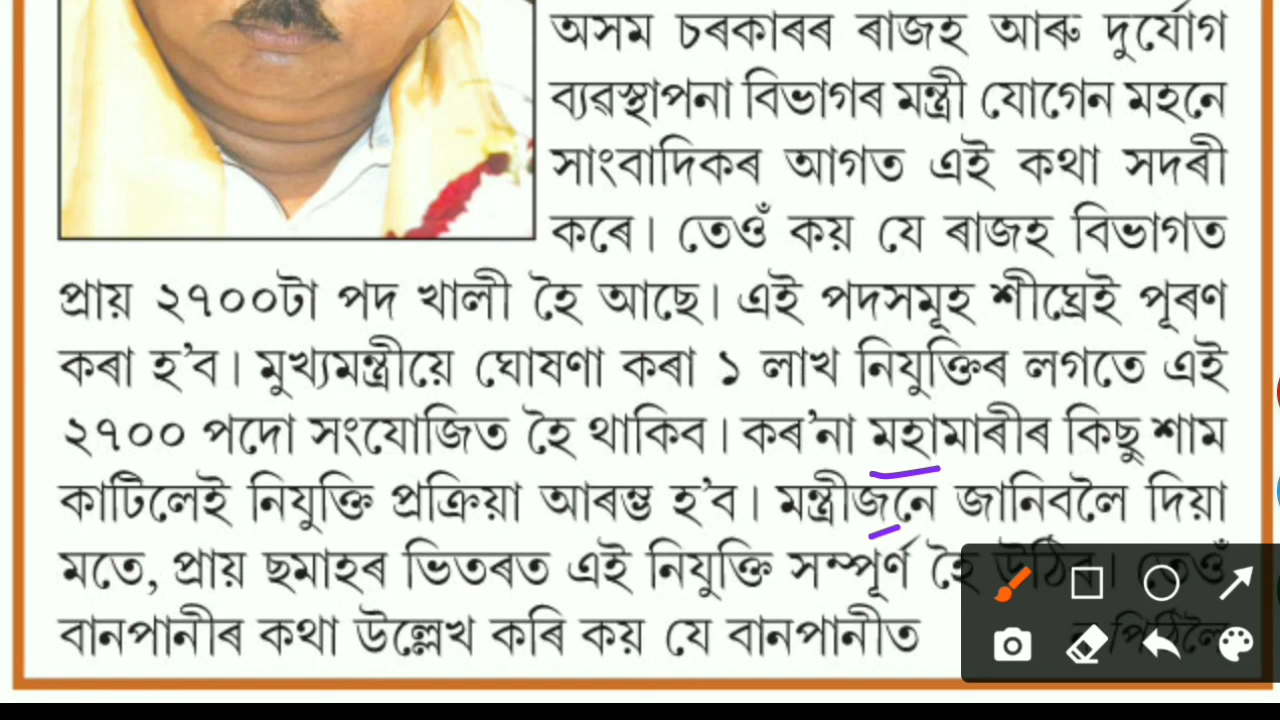 অসম চৰকাৰৰ ৰাজহ আৰু দুৰ্যোগ
ব্যৱস্থাপনা বিভাগৰ মন্ত্ৰী যোগেন মহনে
সাংবাদিকৰ আগত এই কথা সদৰী
কৰে। তেওঁ কয় যে ৰাজহ বিভাগত
প্ৰায় ২৭০০টা পদ খালী হৈ আছে। এই পদসমূহ শীঘ্ৰেই পূৰণ
কৰা হ'ব। মুখ্যমন্ত্ৰীয়ে ঘোষণা কৰা ১ লাখ নিযুক্তিৰ লগতে এই
২৭০০ পদো সংযোজিত হৈ থাকিব। কৰ'না মহামাৰীৰ কিছু শাম
কাটিলেই নিযুক্তি প্ৰক্ৰিয়া আৰম্ভ হ'ব। মন্ত্ৰীজনে জানিবলৈ দিয়া
মতে, প্ৰায় ছমাহৰ ভিতৰত এই নিযুক্তি সম্পূৰ্ণ হৈ উঠিব। তেওঁ
বানপানীৰ কথা উল্লেখ কৰি কয় যে বানপানীত